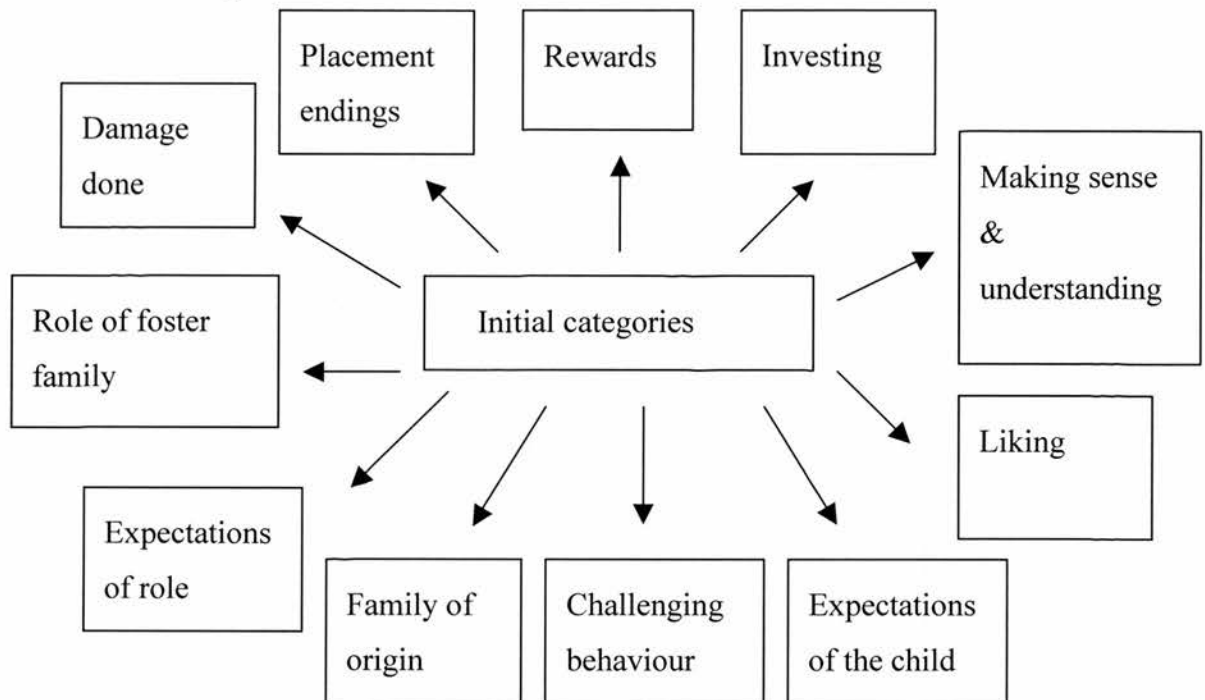 Placement
endings
Rewards
Investing
Damage
done
Making sense
&
understanding
Role of foster
family
Initial categories
Liking
Expectations
of role
Family of
origin
Challenging
behaviour
Expectations
of the child